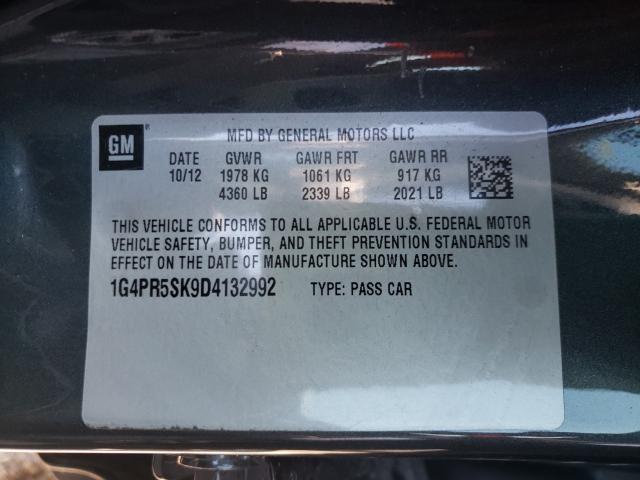 GM
MFD BY GENERAL MOTORS LLC
DATE GVWR GAWR FRT GAWR RR
10/12 1978 KG 1061 KG 917 KG
4360 LB 2339 LB 2021 LB
THIS VEHICLE CONFORMS TO ALL APPLICABLE U.S. FEDERAL MOTOR
VEHICLE SAFETY, BUMPER, AND THEFT PREVENTION STANDARDS IN
EFFECT ON THE DATE OF MANUFACTURE SHOWN ABOVE.
1G4PR5SK9D4132992 TYPE: PASS CAR